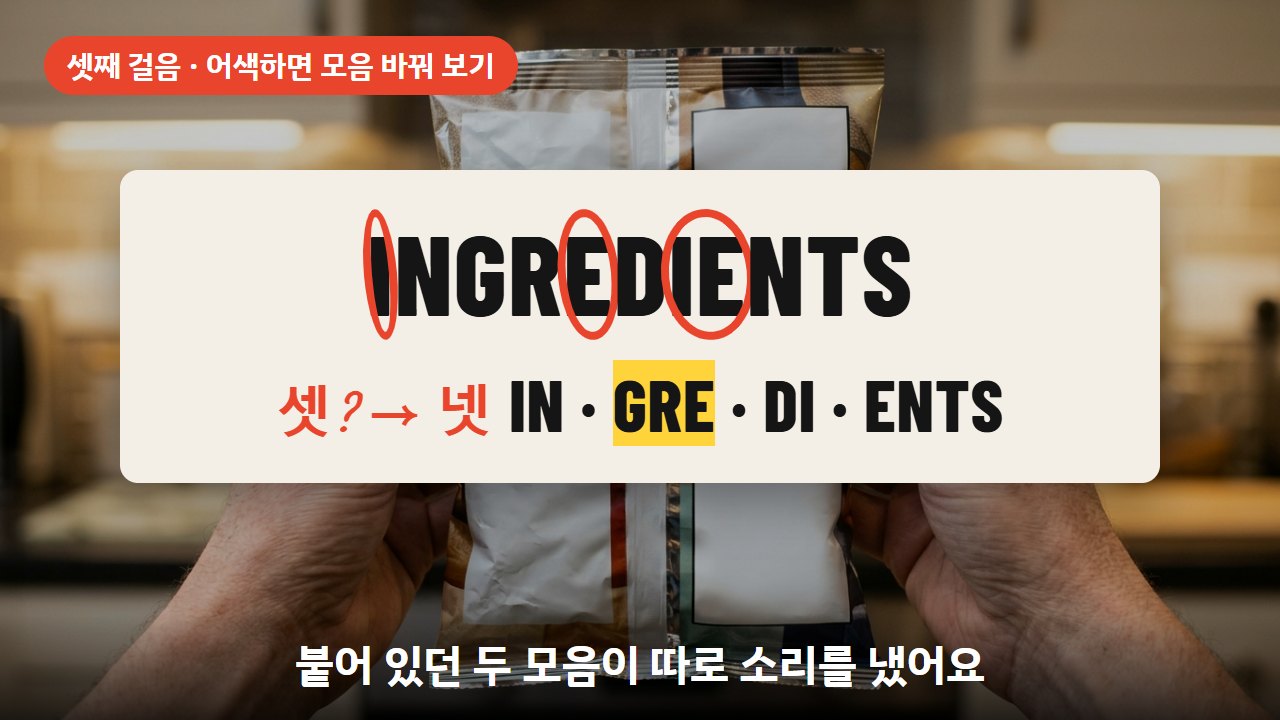 셋째 걸음 · 어색하면 모음 바꿔 보기
INGREDIENTS
셋?→ 넷 IN · GRE · DI · ENTS
붙어 있던 두 모음이 따로 소리를 냈어요